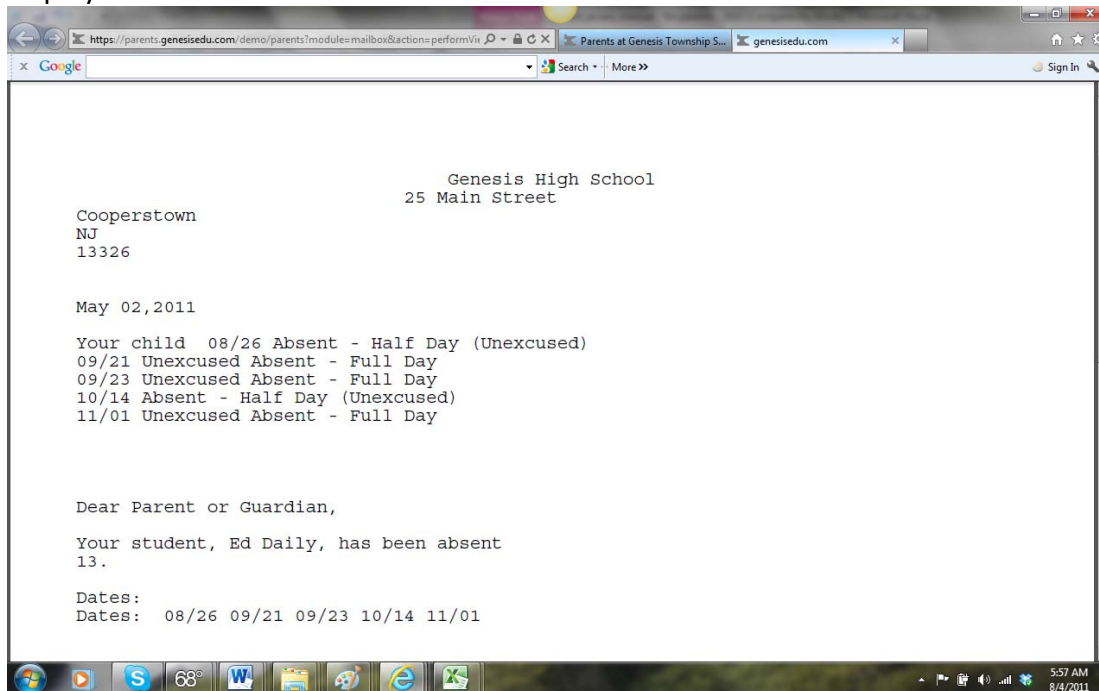 https://parents.genesisedu.com/demo/parents?module=mailbox&action=performVi
Parents at Genesis Township S...
genesisedu.com
x Google
Search
More >>
Sign In
Genesis High School
25 Main Street
Cooperstown
NJ
13326
May 02,2011
Your child  08/26 Absent - Half Day (Unexcused)
09/21 Unexcused Absent - Full Day
09/23 Unexcused Absent - Full Day
10/14 Absent - Half Day (Unexcused)
11/01 Unexcused Absent - Full Day
Dear Parent or Guardian,
Your student, Ed Daily, has been absent
13.
Dates:
Dates:  08/26 09/21 09/23 10/14 11/01
68°
5:57 AM
8/4/2011